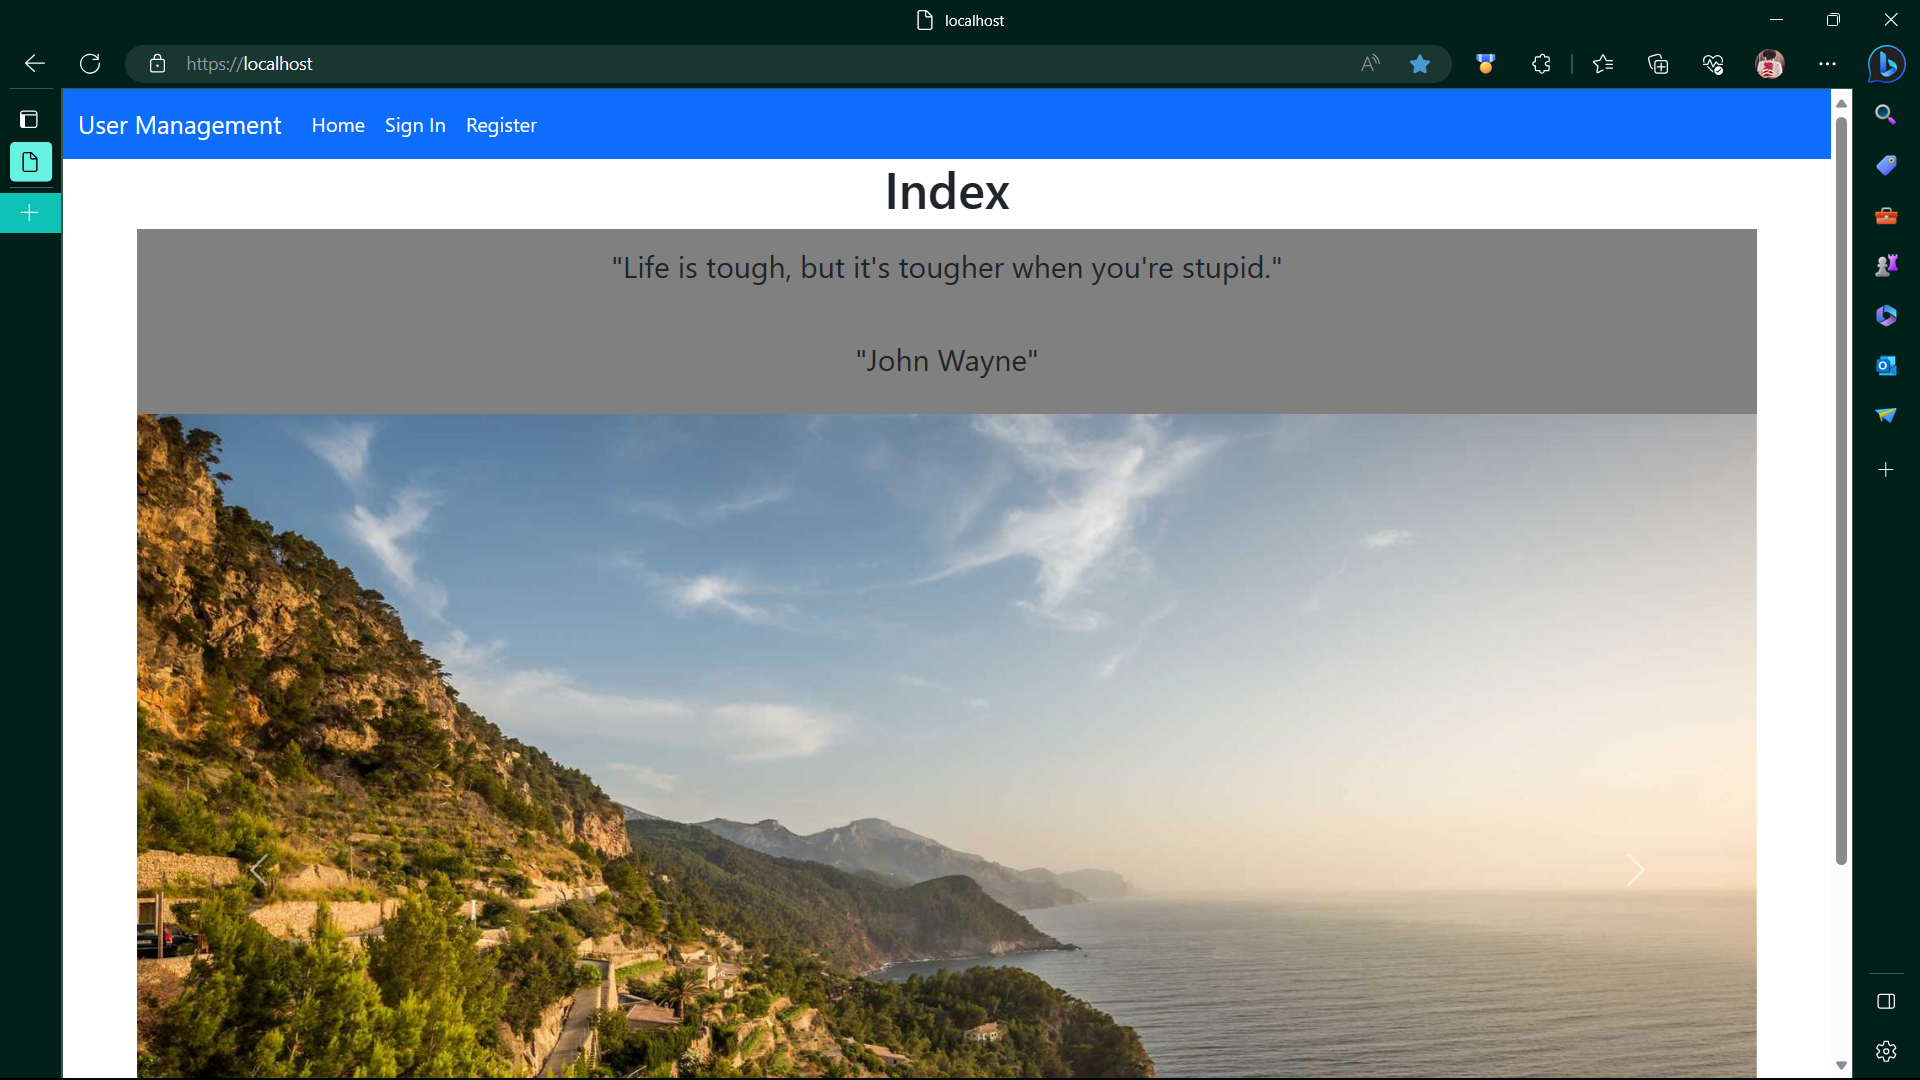 localhost
https://localhost
User Management Home Sign In Register
Index
"Life is tough, but it's tougher when you're stupid."
"John Wayne"